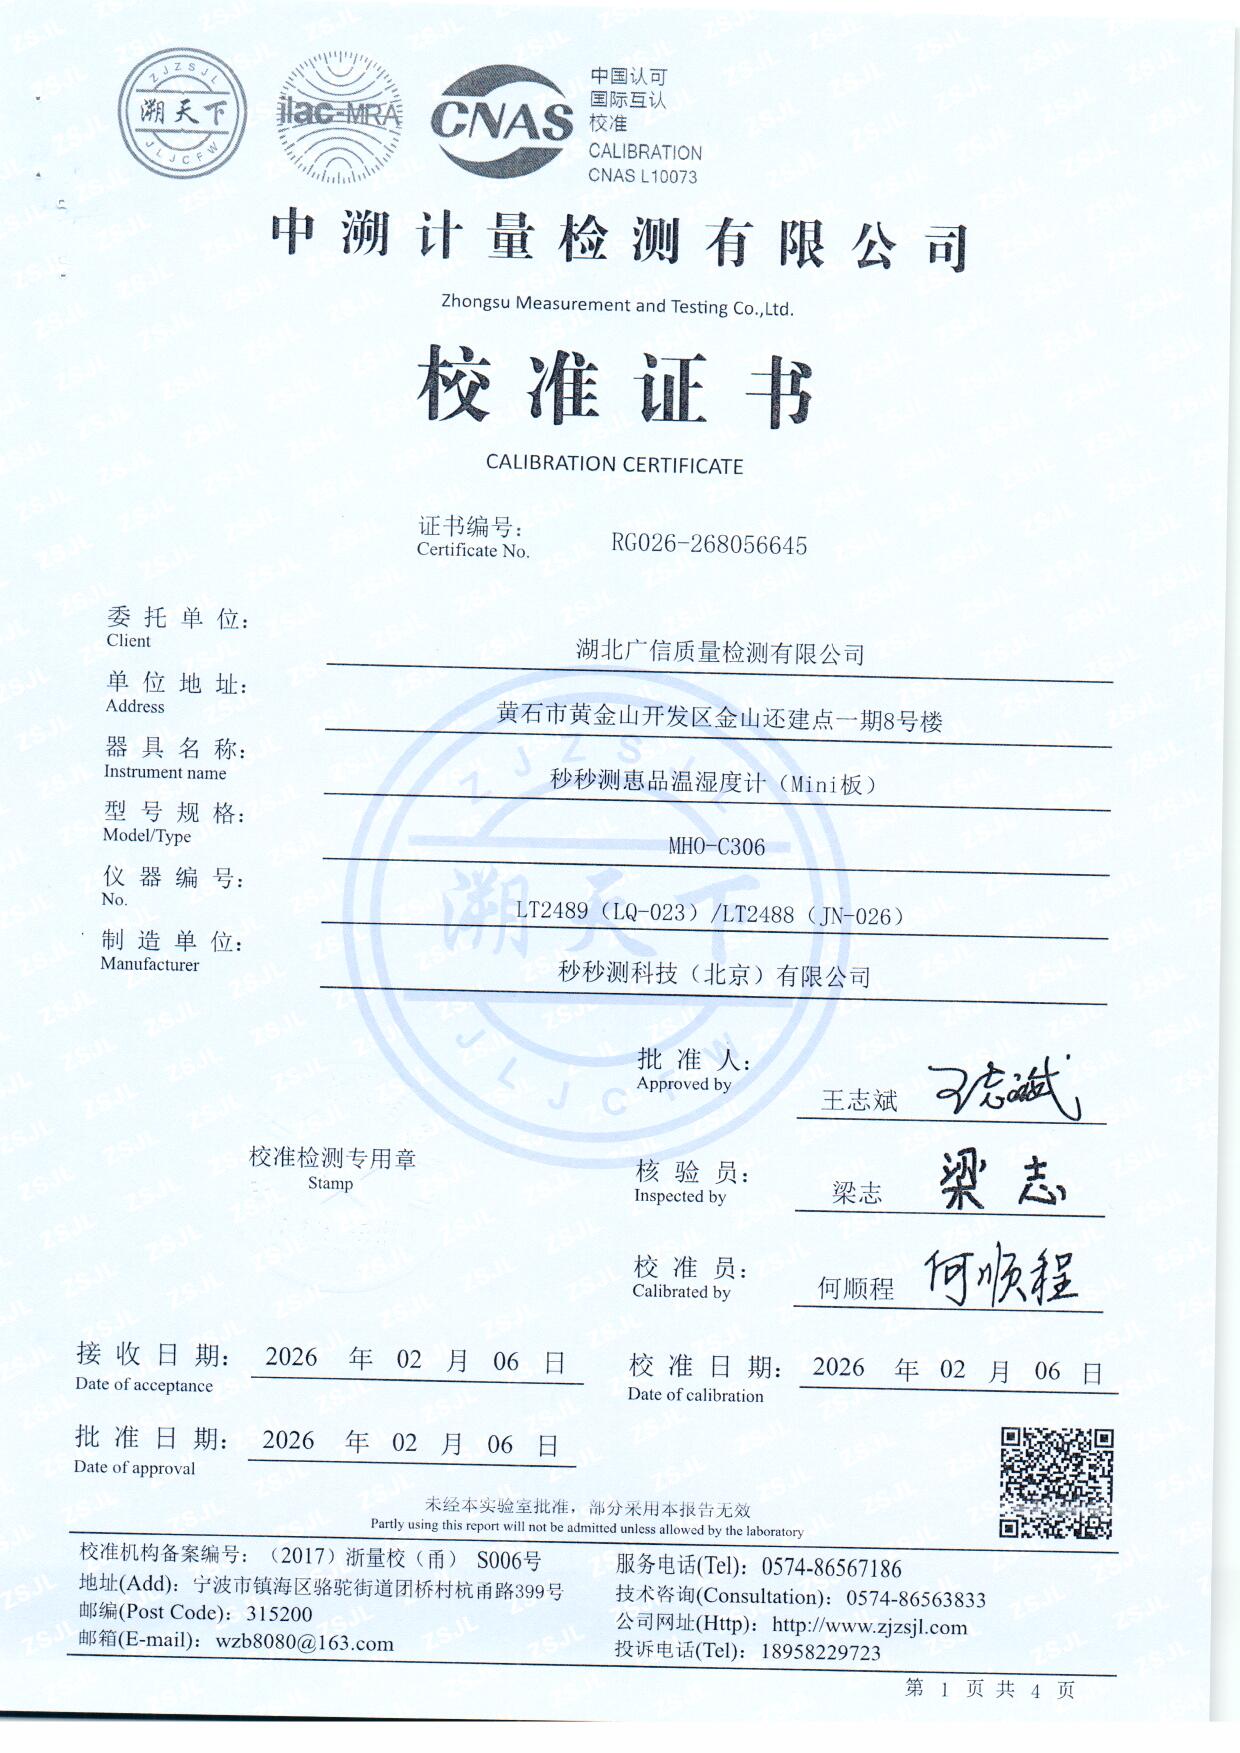 ZJZSJL
溯天下
JLJCFW
ilac-MRA
CNAS
中国认可
国际互认
校准
CALIBRATION
CNAS L10073
中溯计量检测有限公司
Zhongsu Measurement and Testing Co.,Ltd.
校准证书
CALIBRATION CERTIFICATE
证书编号: RG026-268056645
Certificate No.
委托单位: 湖北广信质量检测有限公司
Client
单位地址: 黄石市黄金山开发区金山还建点一期8号楼
Address
器具名称: 秒秒测惠品温湿度计（Mini板）
Instrument name
型号规格: MHO-C306
Model/Type
仪器编号: LT2489（LQ-023）/LT2488（JN-026）
No.
制造单位: 秒秒测科技（北京）有限公司
Manufacturer
ZJZSJL
溯天下
JLJCFW
批准人: 王志斌 王志斌
Approved by
校准检测专用章
Stamp
核验员: 梁志 梁志
Inspected by
校准员: 何顺程 何顺程
Calibrated by
接收日期: 2026 年 02 月 06 日
Date of acceptance
校准日期: 2026 年 02 月 06 日
Date of calibration
批准日期: 2026 年 02 月 06 日
Date of approval
未经本实验室批准，部分采用本报告无效
Partly using this report will not be admitted unless allowed by the laboratory
校准机构备案编号：（2017）浙量校（甬） S006号
地址(Add)：宁波市镇海区骆驼街道团桥村杭甬路399号
邮编(Post Code)：315200
邮箱(E-mail)：wzb8080@163.com
服务电话(Tel)：0574-86567186
技术咨询(Consultation)：0574-86563833
公司网址(Http)：http://www.zjzsjl.com
投诉电话(Tel)：18958229723
第 1 页 共 4 页